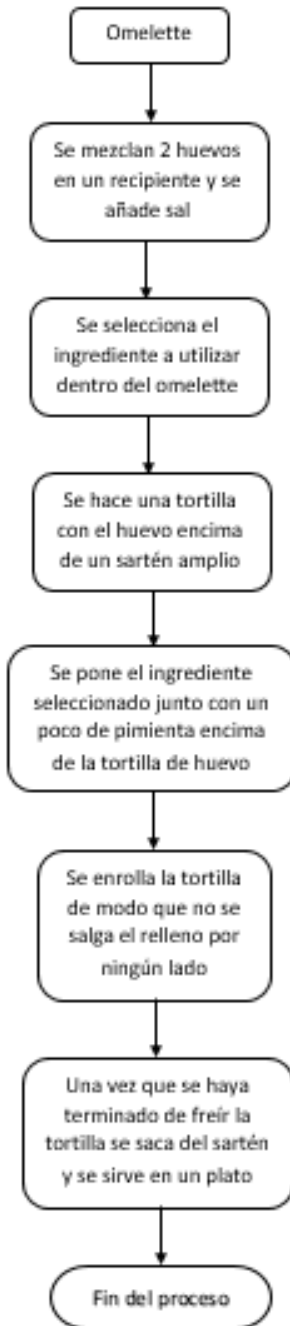 Omelette
Se mezclan 2 huevos
en un recipiente y se
añade sal
Se selecciona el
ingrediente a utilizar
dentro del omelette
Se hace una tortilla
con el huevo encima
de un sartén amplio
Se pone el ingrediente
seleccionado junto con un
poco de pimienta encima
de la tortilla de huevo
Se enrolla la tortilla
de modo que no se
salga el relleno por
ningún lado
Una vez que se haya
terminado de freír la
tortilla se saca del sartén
y se sirve en un plato
Fin del proceso